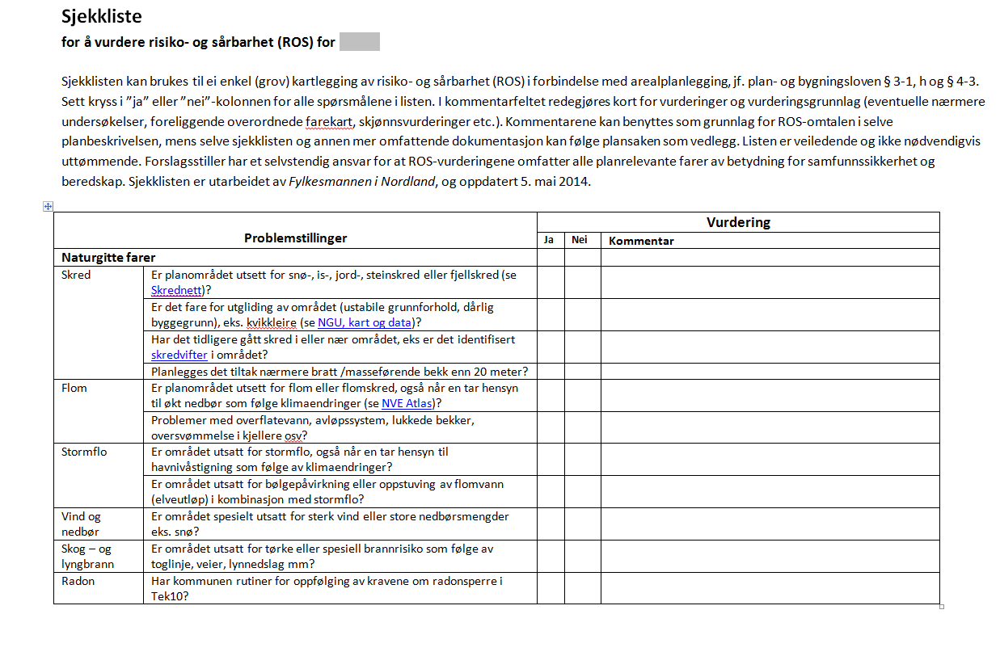 Sjekkliste
for å vurdere risiko- og sårbarhet (ROS) for
Sjekklisten kan brukes til ei enkel (grov) kartlegging av risiko- og sårbarhet (ROS) i forbindelse med arealplanlegging, jf. plan- og bygningsloven § 3-1, h og § 4-3.
Sett kryss i ”ja” eller ”nei”-kolonnen for alle spørsmålene i listen. I kommentarfeltet redegjøres kort for vurderinger og vurderingsgrunnlag (eventuelle nærmere
undersøkelser, foreliggende overordnede farekart, skjønnsvurderinger etc.). Kommentarene kan benyttes som grunnlag for ROS-omtalen i selve
planbeskrivelsen, mens selve sjekklisten og annen mer omfattende dokumentasjon kan følge plansaken som vedlegg. Listen er veiledende og ikke nødvendigvis
uttømmende. Forslagsstiller har et selvstendig ansvar for at ROS-vurderingene omfatter alle planrelevante farer av betydning for samfunnssikkerhet og
beredskap. Sjekklisten er utarbeidet av Fylkesmannen i Nordland, og oppdatert 5. mai 2014.
Problemstillinger
Vurdering
Ja Nei Kommentar
Naturgitte farer
Skred
Er planområdet utsett for snø-, is-, jord-, steinskred eller fjellskred (se
Skrednett)?
Er det fare for utgliding av området (ustabile grunnforhold, dårlig
byggegrunn), eks. kvikkleire (se NGU, kart og data)?
Har det tidligere gått skred i eller nær området, eks er det identifisert
skredvifter i området?
Planlegges det tiltak nærmere bratt /masseførende bekk enn 20 meter?
Flom
Er planområdet utsett for flom eller flomskred, også når en tar hensyn
til økt nedbør som følge klimaendringer (se NVE Atlas)?
Problemer med overflatevann, avløpssystem, lukkede bekker,
oversvømmelse i kjellere osv?
Stormflo
Er området utsatt for stormflo, også når en tar hensyn til
havnivåstigning som følge av klimaendringer?
Er området utsatt for bølgepåvirkning eller oppstuving av flomvann
(elveutløp) i kombinasjon med stormflo?
Vind og
nedbør
Er området spesielt utsatt for sterk vind eller store nedbørsmengder
eks. snø?
Skog – og
lyngbrann
Er området utsatt for tørke eller spesiell brannrisiko som følge av
toglinje, veier, lynnedslag mm?
Radon
Har kommunen rutiner for oppfølging av kravene om radonsperre i
Tek10?